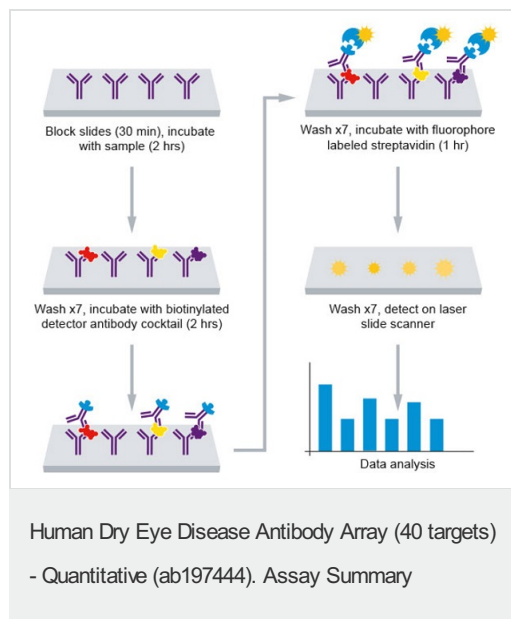 Block slides (30 min), incubate
with sample (2 hrs)
Wash x7, incubate with biotinylated
detector antibody cocktail (2 hrs)
Wash x7, incubate with fluorophore
labeled streptavidin (1 hr)
Wash x7, detect on laser
slide scanner
Data analysis
Human Dry Eye Disease Antibody Array (40 targets)
- Quantitative (ab197444). Assay Summary